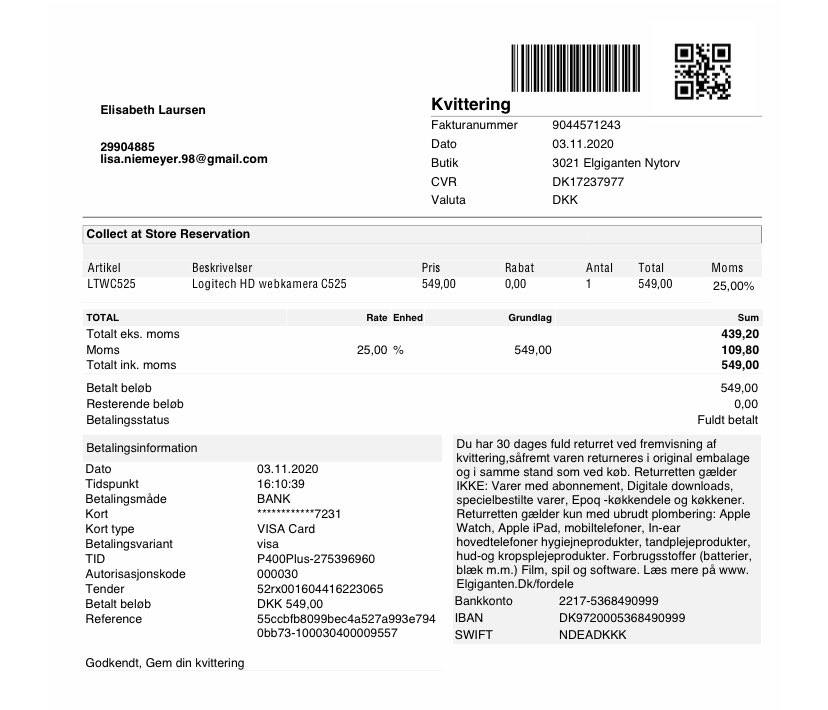 Elisabeth Laursen
29904885
lisa.niemeyer.98@gmail.com
Kvittering
Fakturanummer 9044571243
Dato 03.11.2020
Butik 3021 Elgiganten Nytorv
CVR DK17237977
Valuta DKK
Collect at Store Reservation
Artikel Beskrivelser Pris Rabat Antal Total Moms
LTWC525 Logitech HD webkamera C525 549,00 0,00 1 549,00 25,00%
TOTAL Rate Enhed Grundlag Sum
Totalt eks. moms 439,20
Moms 25,00 % 549,00 109,80
Totalt ink. moms 549,00
Betalt beløb 549,00
Resterende beløb 0,00
Betalingsstatus Fuldt betalt
Betalingsinformation
Dato 03.11.2020
Tidspunkt 16:10:39
Betalingsmåde BANK
Kort ************7231
Kort type VISA Card
Betalingsvariant visa
TID P400Plus-275396960
Autorisasjonskode 000030
Tender 52rx001604416223065
Betalt beløb DKK 549,00
Reference 55ccbfb8099bec4a527a993e794
0bb73-100030400009557
Godkendt, Gem din kvittering
Du har 30 dages fuld returret ved fremvisning af
kvittering,såfremt varen returneres i original embalage
og i samme stand som ved køb. Returretten gælder
IKKE: Varer med abonnement, Digitale downloads,
specielbestilte varer, Epoq -køkkendele og køkkener.
Returretten gælder kun med ubrudt plombering: Apple
Watch, Apple iPad, mobiltelefoner, In-ear
hovedtelefoner hygiejneprodukter, tandplejeprodukter,
hud-og kropsplejeprodukter. Forbrugsstoffer (batterier,
blæk m.m.) Film, spil og software. Læs mere på www.
Elgiganten.Dk/fordele
Bankkonto 2217-5368490999
IBAN DK9720005368490999
SWIFT NDEADKKK